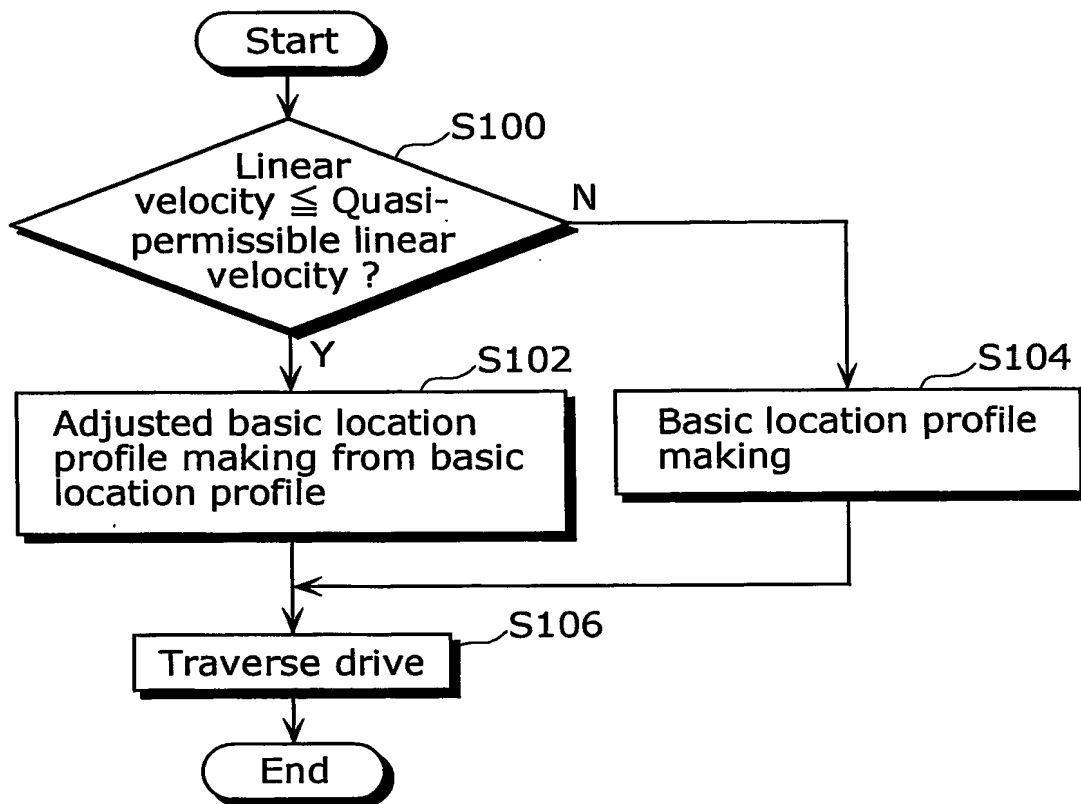 Start
S100
Linear
velocity ≦ Quasi-
permissible linear
velocity ?
N
Y
S102
S104
Adjusted basic location
profile making from basic
location profile
Basic location profile
making
S106
Traverse drive
End